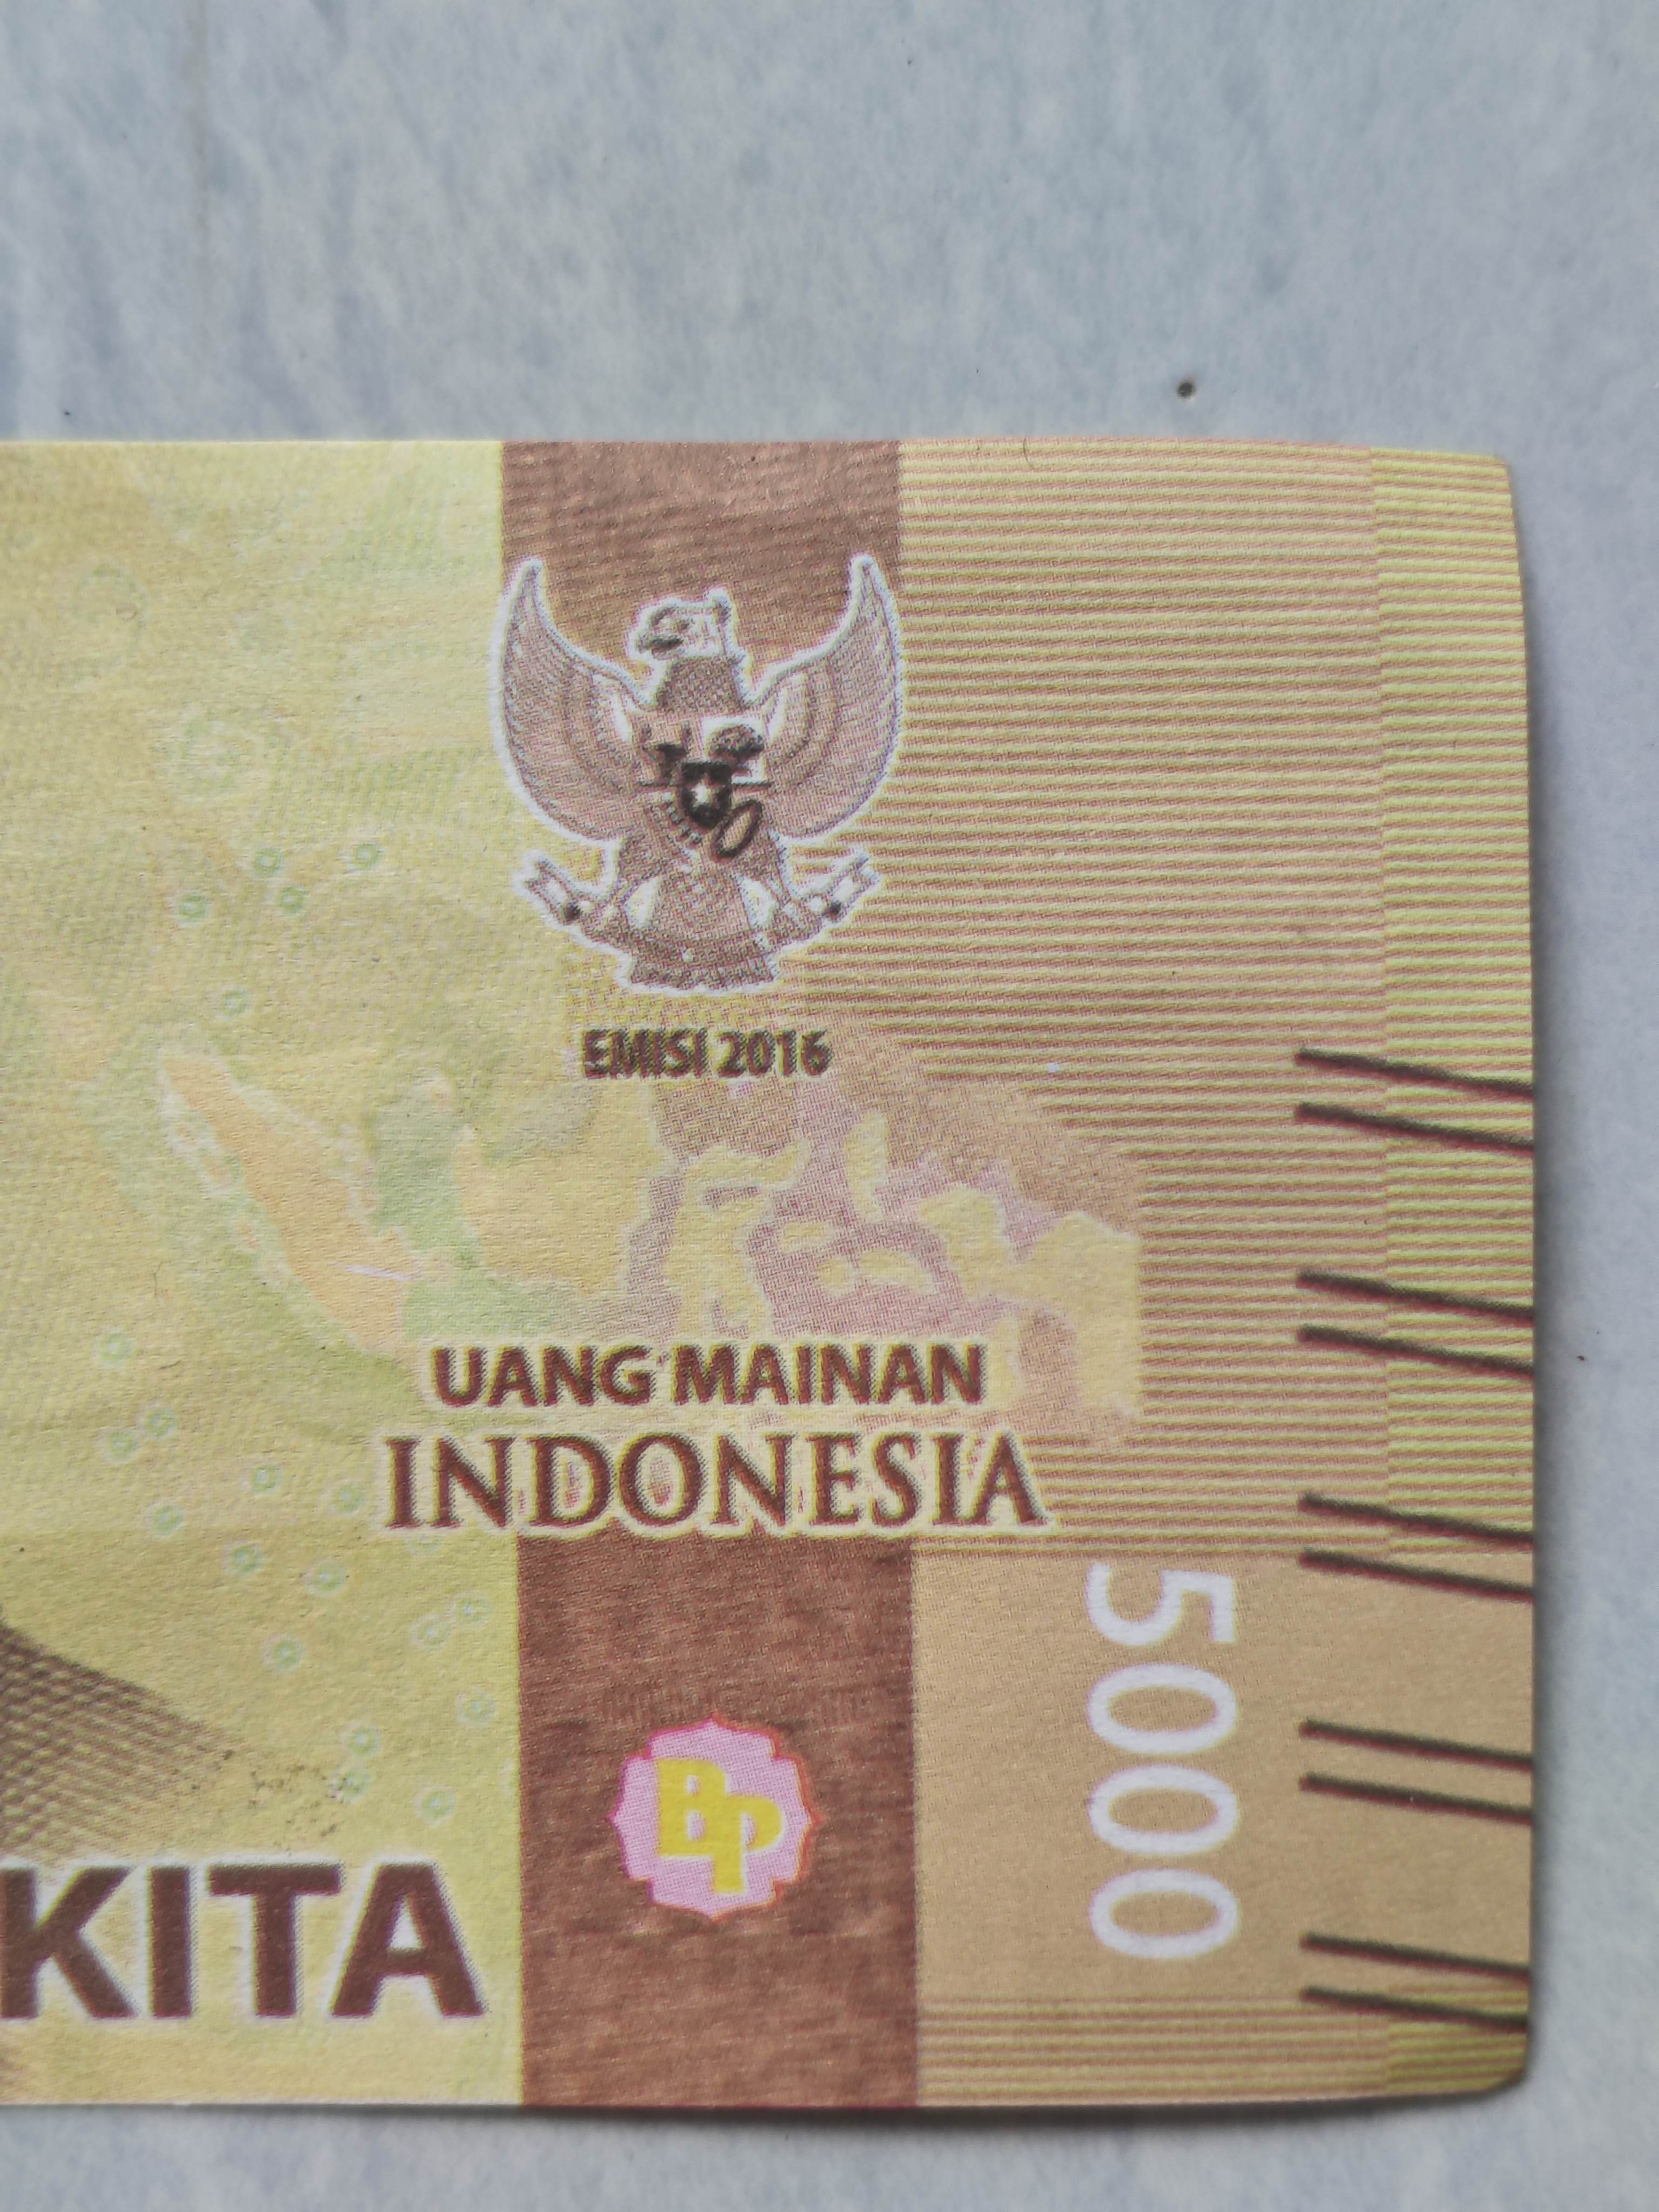 EMISI 2016
UANG MAINAN
INDONESIA
5000
BP
KITA